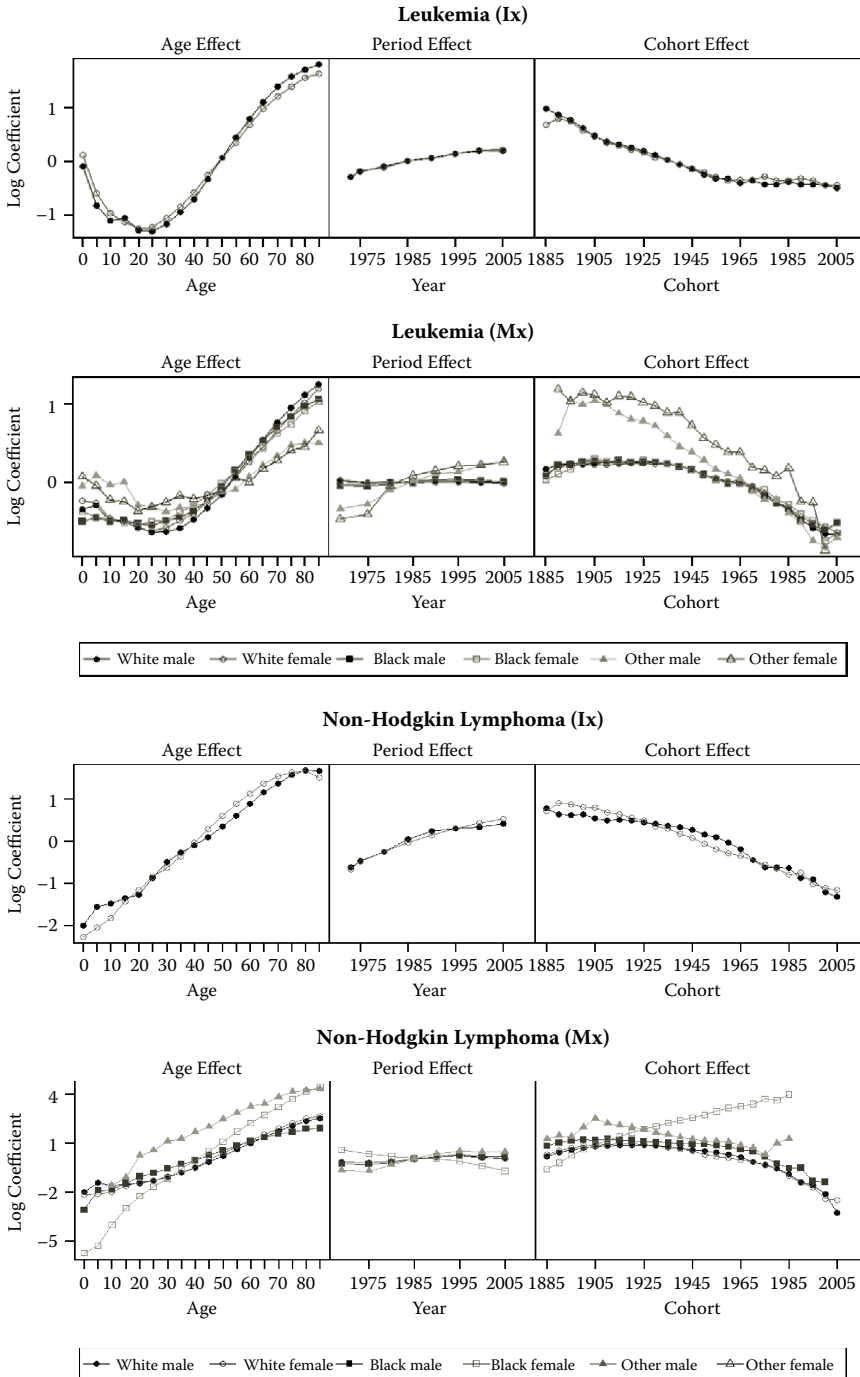 Leukemia (Ix)
Age Effect Period Effect Cohort Effect
Log Coefficient
1
0
−1
0 10 20 30 40 50 60 70 80 1975 1985 1995 2005 1885 1905 1925 1945 1965 1985 2005
Age Year Cohort
Leukemia (Mx)
Age Effect Period Effect Cohort Effect
Log Coefficient
1
0
0 10 20 30 40 50 60 70 80 1975 1985 1995 2005 1885 1905 1925 1945 1965 1985 2005
Age Year Cohort
White male White female Black male Black female Other male Other female
Non-Hodgkin Lymphoma (Ix)
Age Effect Period Effect Cohort Effect
Log Coefficient
1
0
−1
−2
0 10 20 30 40 50 60 70 80 1975 1985 1995 2005 1885 1905 1925 1945 1965 1985 2005
Age Year Cohort
Non-Hodgkin Lymphoma (Mx)
Age Effect Period Effect Cohort Effect
Log Coefficient
4
1
−2
−5
0 10 20 30 40 50 60 70 80 1975 1985 1995 2005 1885 1905 1925 1945 1965 1985 2005
Age Year Cohort
White male White female Black male Black female Other male Other female